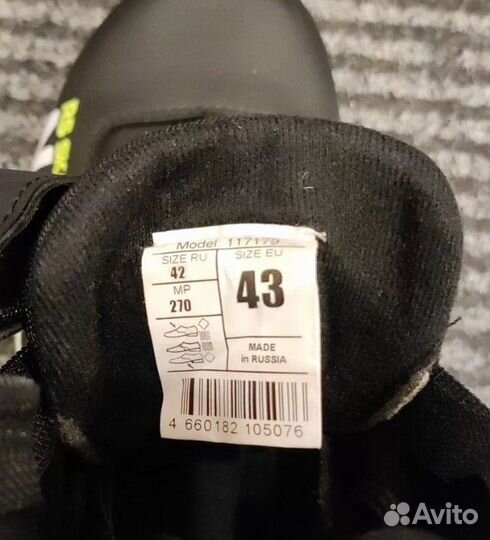 Model 117179
SIZE RU
42
MP
270
SIZE EU
43
MADE
in RUSSIA
4 660182 105076
Avito